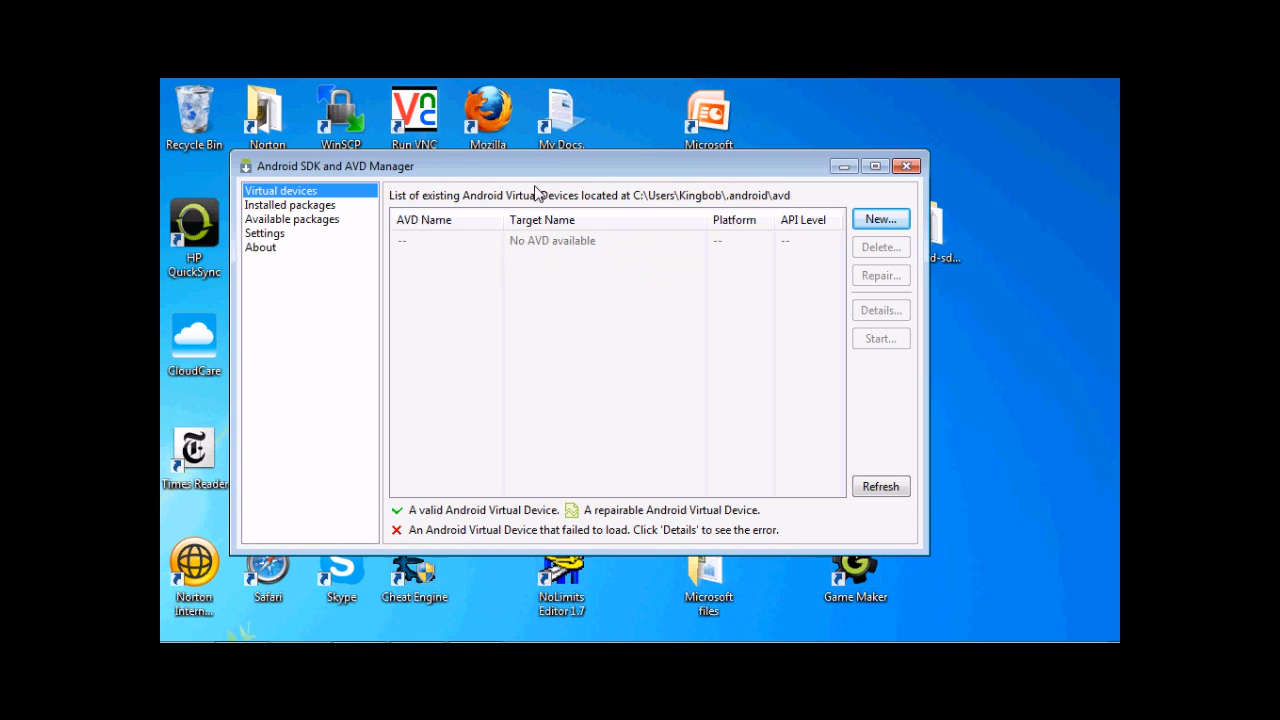 Recycle Bin
Norton
WinSCP
Run VNC
Mozilla
My Docs.
Microsoft
Android SDK and AVD Manager
Virtual devices
Installed packages
Available packages
Settings
About
List of existing Android Virtual Devices located at C:\Users\Kingbob\.android\avd
AVD Name Target Name Platform API Level
-- No AVD available -- --
New...
Delete...
Repair...
Details...
Start...
Refresh
A valid Android Virtual Device. A repairable Android Virtual Device.
An Android Virtual Device that failed to load. Click 'Details' to see the error.
HP
QuickSync
d-sd...
CloudCare
Times Reader
Norton
Intern...
Safari
Skype
Cheat Engine
NoLimits
Editor 1.7
Microsoft
files
Game Maker